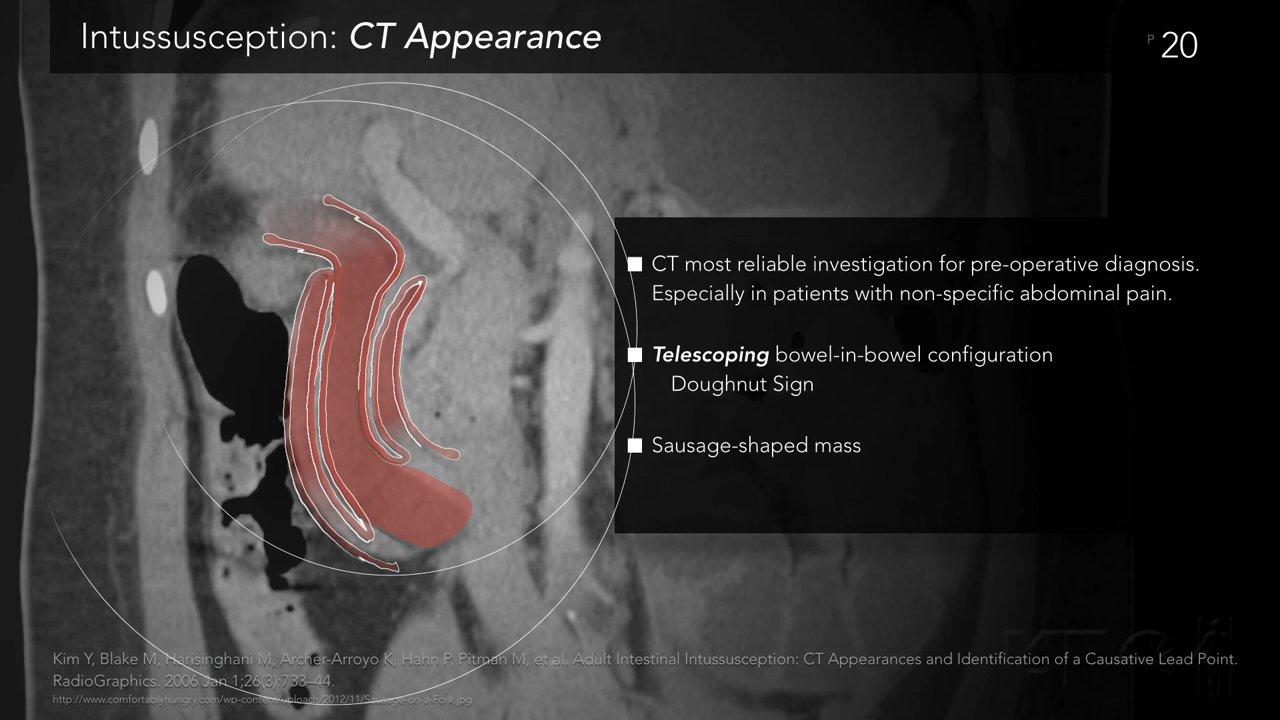 Intussusception: CT Appearance
P 20
CT most reliable investigation for pre-operative diagnosis.
Especially in patients with non-specific abdominal pain.
Telescoping bowel-in-bowel configuration
Doughnut Sign
Sausage-shaped mass
Kim Y, Blake M, Harisinghani M, Archer-Arroyo K, Hahn P, Pitman M, et al. Adult Intestinal Intussusception: CT Appearances and Identification of a Causative Lead Point.
RadioGraphics. 2006 Jan 1;26(3):733–44.
http://www.comfortablyhungry.com/wp-content/uploads/2012/11/Sausage-on-a-Fork.jpg